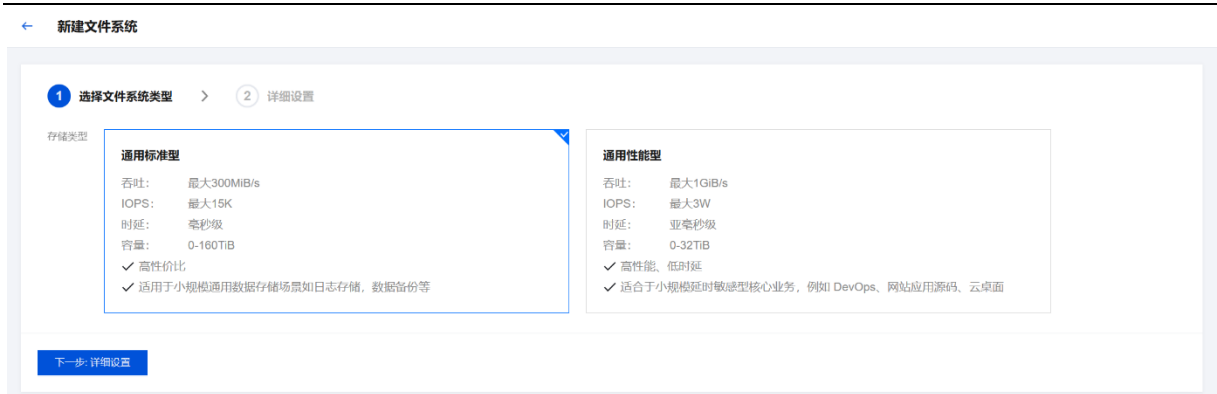 ← 新建文件系统
1 选择文件系统类型 > 2 详细设置
存储类型
通用标准型
吞吐: 最大300MiB/s
IOPS: 最大15K
时延: 毫秒级
容量: 0-160TiB
✓ 高性价比
✓ 适用于小规模通用数据存储场景如日志存储，数据备份等
通用性能型
吞吐: 最大1GiB/s
IOPS: 最大3W
时延: 亚毫秒级
容量: 0-32TiB
✓ 高性能、低时延
✓ 适合于小规模延时敏感型核心业务，例如 DevOps、网站应用源码、云桌面
下一步: 详细设置